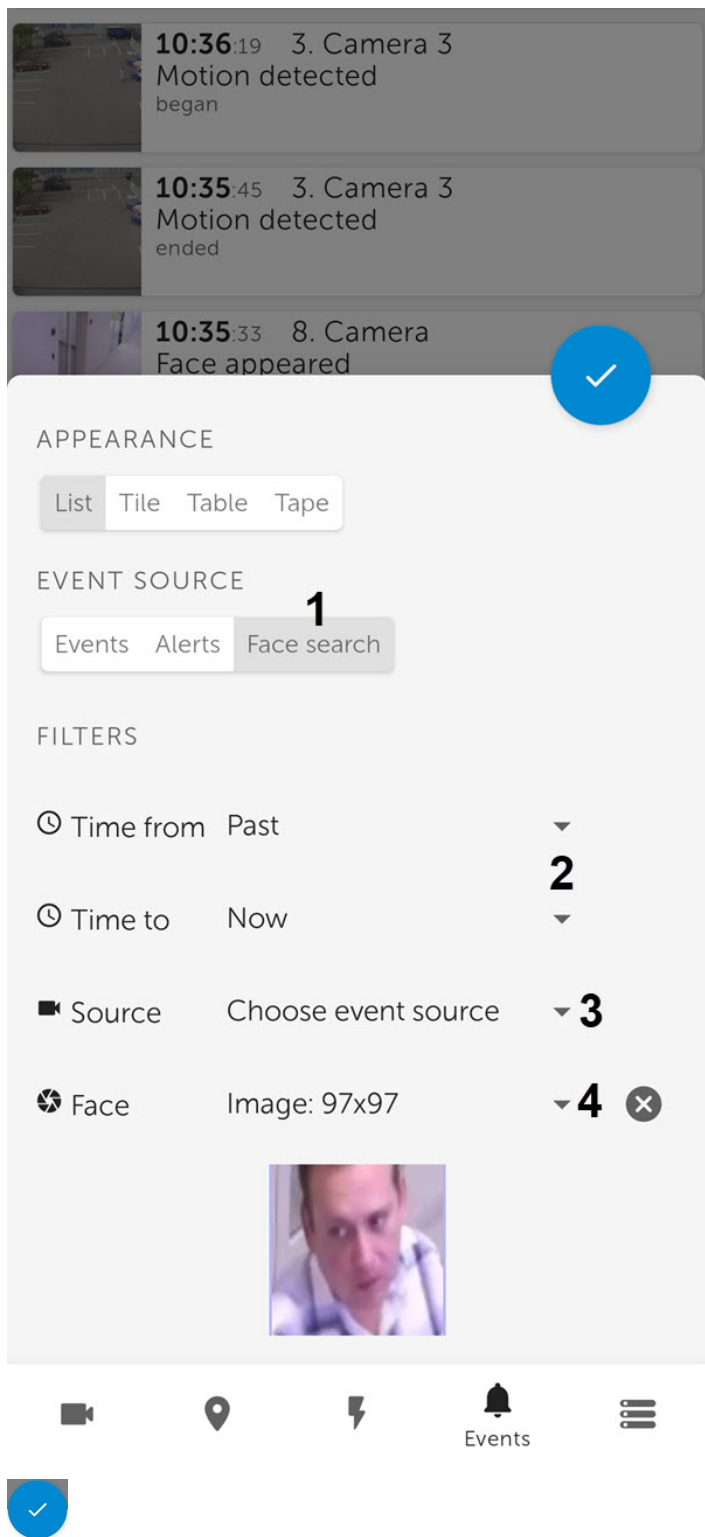 10:36:19 3. Camera 3
Motion detected
began
10:35:45 3. Camera 3
Motion detected
ended
10:35:33 8. Camera
Face appeared
APPEARANCE
List Tile Table Tape
EVENT SOURCE
1
Events Alerts Face search
FILTERS
Time from Past
2
Time to Now
Source Choose event source 3
Face Image: 97x97 4
Events